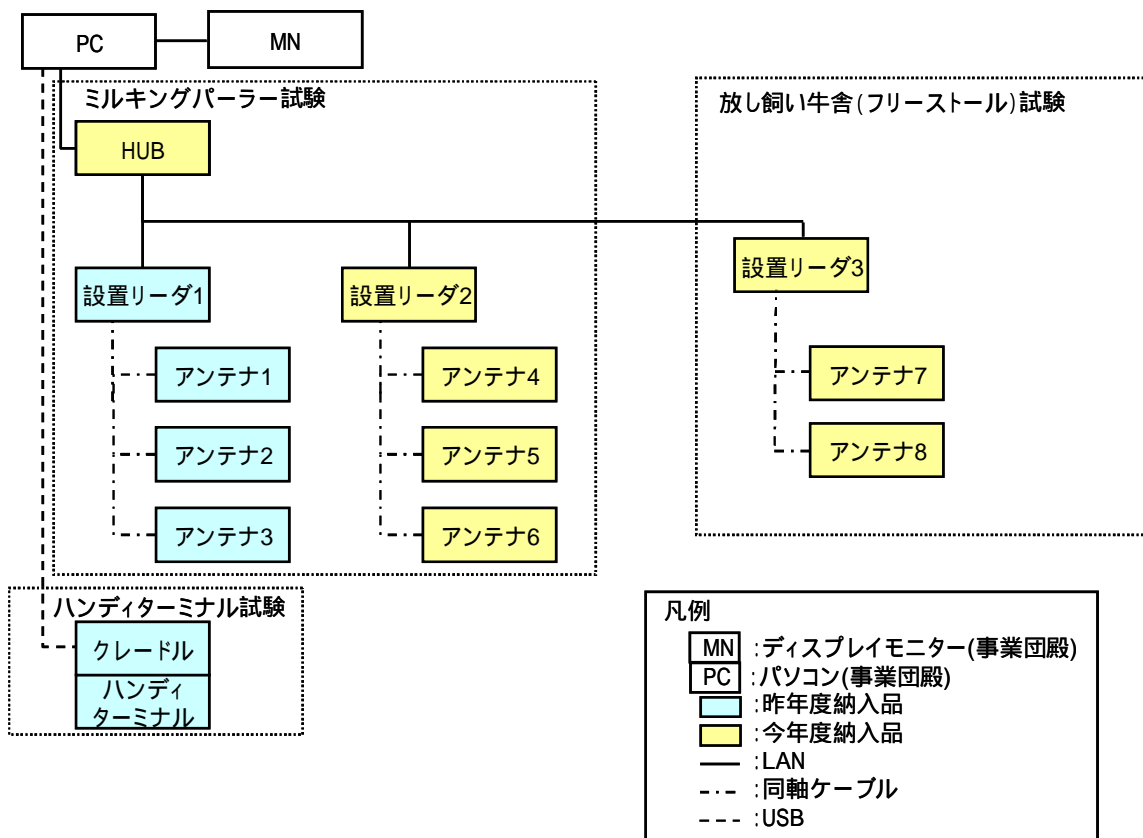 PC
MN
ミルキングパーラー試験
放し飼い牛舎(フリーストール)試験
HUB
設置リーダ1
設置リーダ2
設置リーダ3
アンテナ1
アンテナ4
アンテナ7
アンテナ2
アンテナ5
アンテナ8
アンテナ3
アンテナ6
ハンディターミナル試験
クレードル
ハンディ
ターミナル
凡例
MN :ディスプレイモニター(事業団殿)
PC :パソコン(事業団殿)
:昨年度納入品
:今年度納入品
:LAN
:同軸ケーブル
:USB